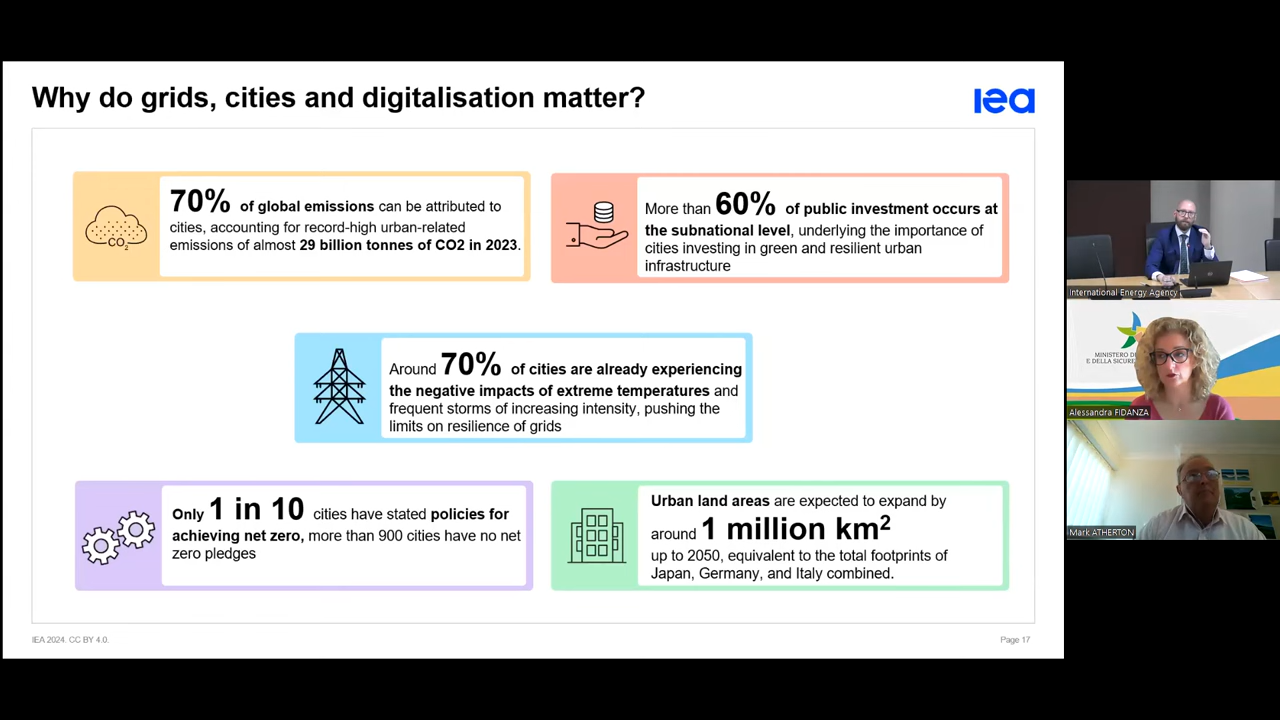 Why do grids, cities and digitalisation matter?
iea
70% of global emissions can be attributed to
cities, accounting for record-high urban-related
emissions of almost 29 billion tonnes of CO2 in 2023.
CO2
More than 60% of public investment occurs at
the subnational level, underlying the importance of
cities investing in green and resilient urban
infrastructure
Around 70% of cities are already experiencing
the negative impacts of extreme temperatures and
frequent storms of increasing intensity, pushing the
limits on resilience of grids
Only 1 in 10 cities have stated policies for
achieving net zero, more than 900 cities have no net
zero pledges
Urban land areas are expected to expand by
around 1 million km²
up to 2050, equivalent to the total footprints of
Japan, Germany, and Italy combined.
IEA 2024. CC BY 4.0.
Page 17
International Energy Agency
MINISTERO
E DELLA
Alessandra FIDANZA
Mark ATHERTON